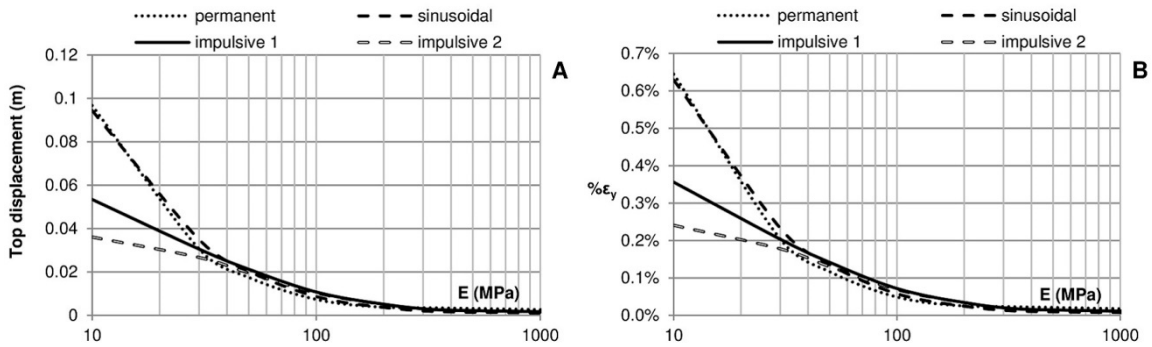 permanent sinusoidal
impulsive 1 impulsive 2
0.12
0.1
0.08
0.06
0.04
0.02
0
Top displacement (m)
A
E (MPa)
10 100 1000
permanent sinusoidal
impulsive 1 impulsive 2
0.7%
0.6%
0.5%
0.4%
0.3%
0.2%
0.1%
0.0%
%εy
B
E (MPa)
10 100 1000